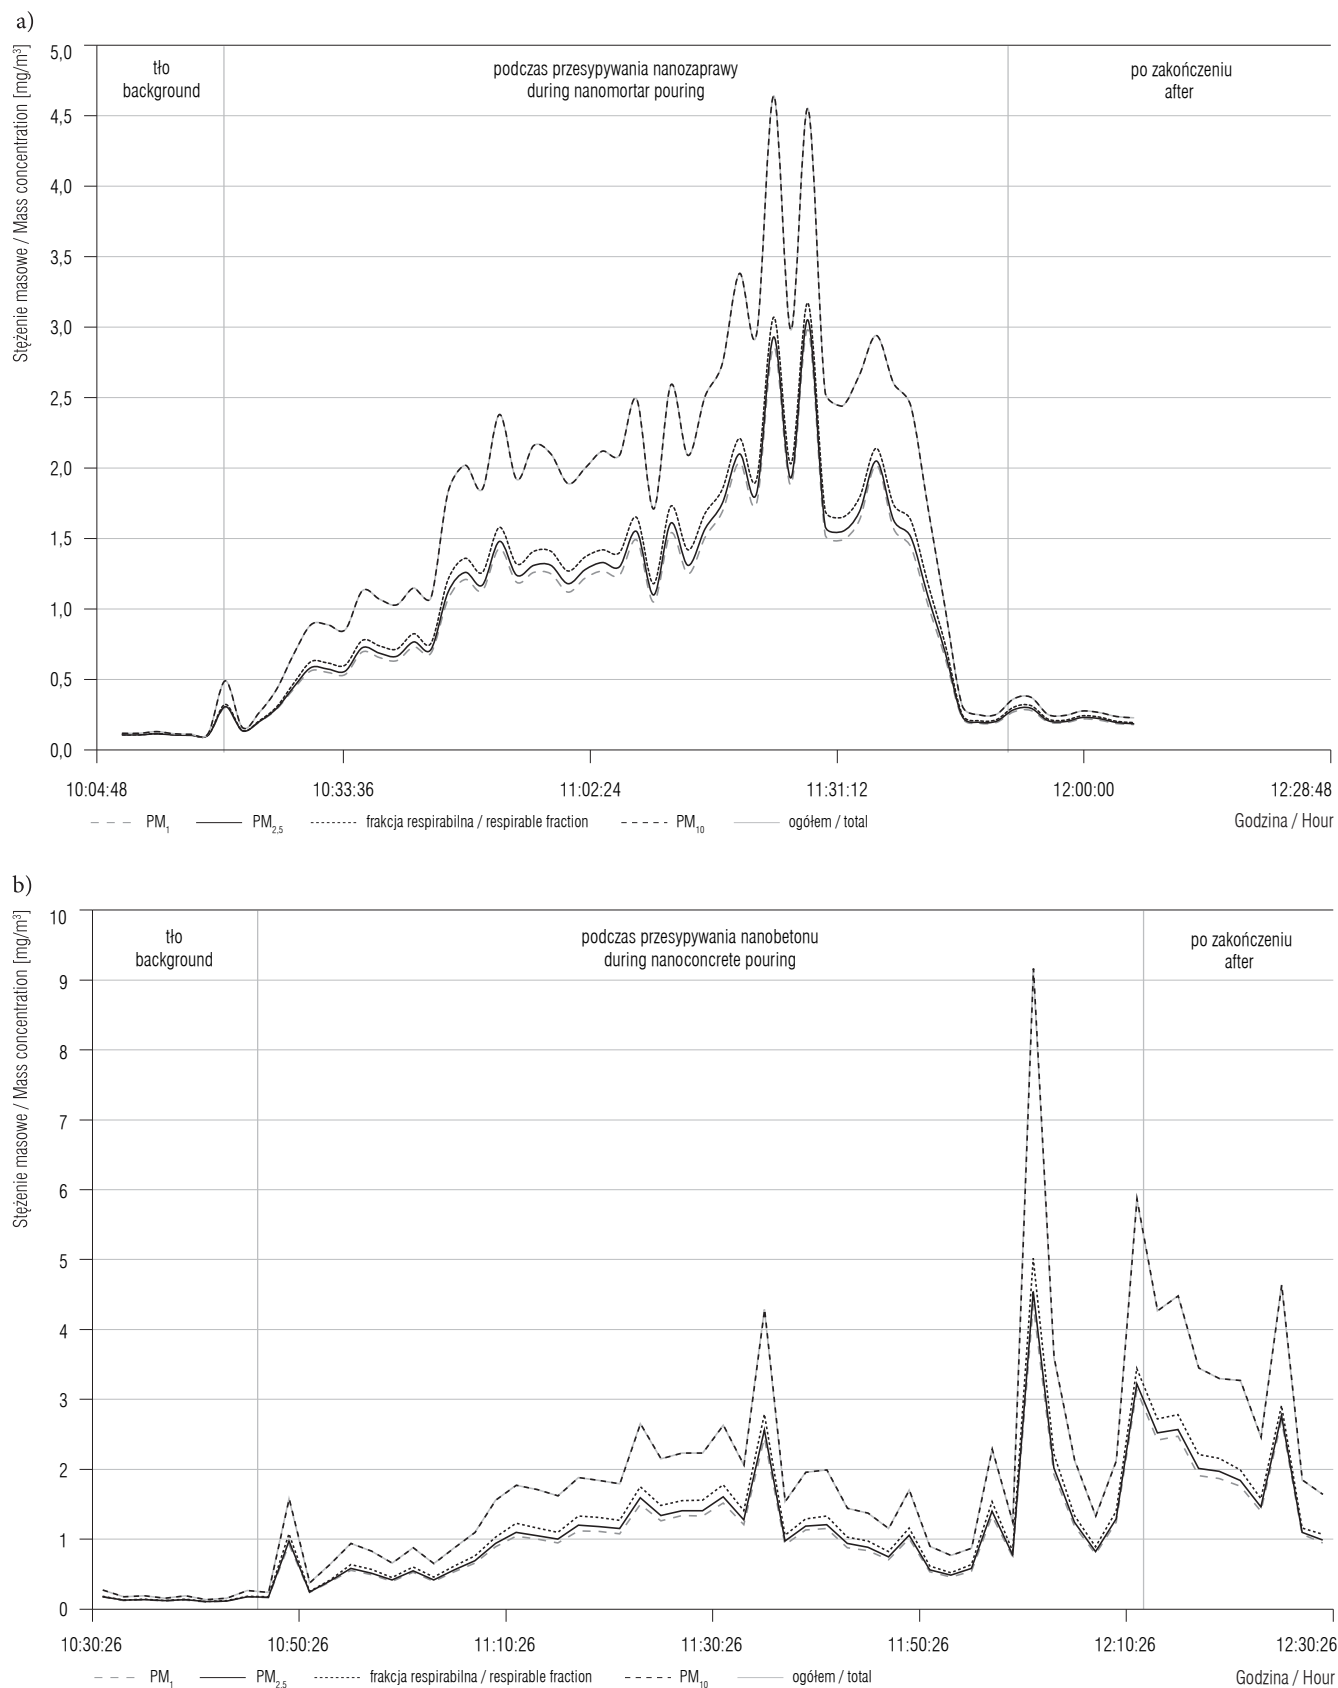 a)
Stężenie masowe / Mass concentration [mg/m³]
5,0
4,5
4,0
3,5
3,0
2,5
2,0
1,5
1,0
0,5
0,0
tło
background
podczas przesypywania nanozaprawy
during nanomortar pouring
po zakończeniu
after
10:04:48 10:33:36 11:02:24 11:31:12 12:00:00 12:28:48
PM₁ PM₂,₅ frakcja respirabilna / respirable fraction PM₁₀ ogółem / total Godzina / Hour
b)
Stężenie masowe / Mass concentration [mg/m³]
10
9
8
7
6
5
4
3
2
1
0
tło
background
podczas przesypywania nanobetonu
during nanoconcrete pouring
po zakończeniu
after
10:30:26 10:50:26 11:10:26 11:30:26 11:50:26 12:10:26 12:30:26
PM₁ PM₂,₅ frakcja respirabilna / respirable fraction PM₁₀ ogółem / total Godzina / Hour